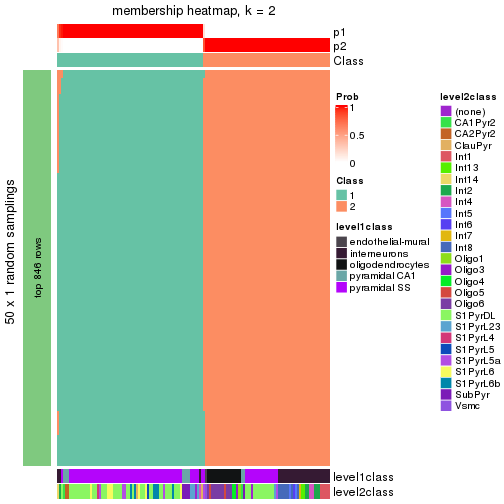 membership heatmap, k = 2
p1
p2
Class
50 x 1 random samplings
top 846 rows
level1class
level2class
Prob
1
0.5
0
Class
1
2
level1class
endothelial-mural
interneurons
oligodendrocytes
pyramidal CA1
pyramidal SS
level2class
(none)
CA1Pyr2
CA2Pyr2
ClauPyr
Int1
Int13
Int14
Int2
Int4
Int5
Int6
Int7
Int8
Oligo1
Oligo3
Oligo4
Oligo5
Oligo6
S1PyrDL
S1PyrL23
S1PyrL4
S1PyrL5
S1PyrL5a
S1PyrL6
S1PyrL6b
SubPyr
Vsmc